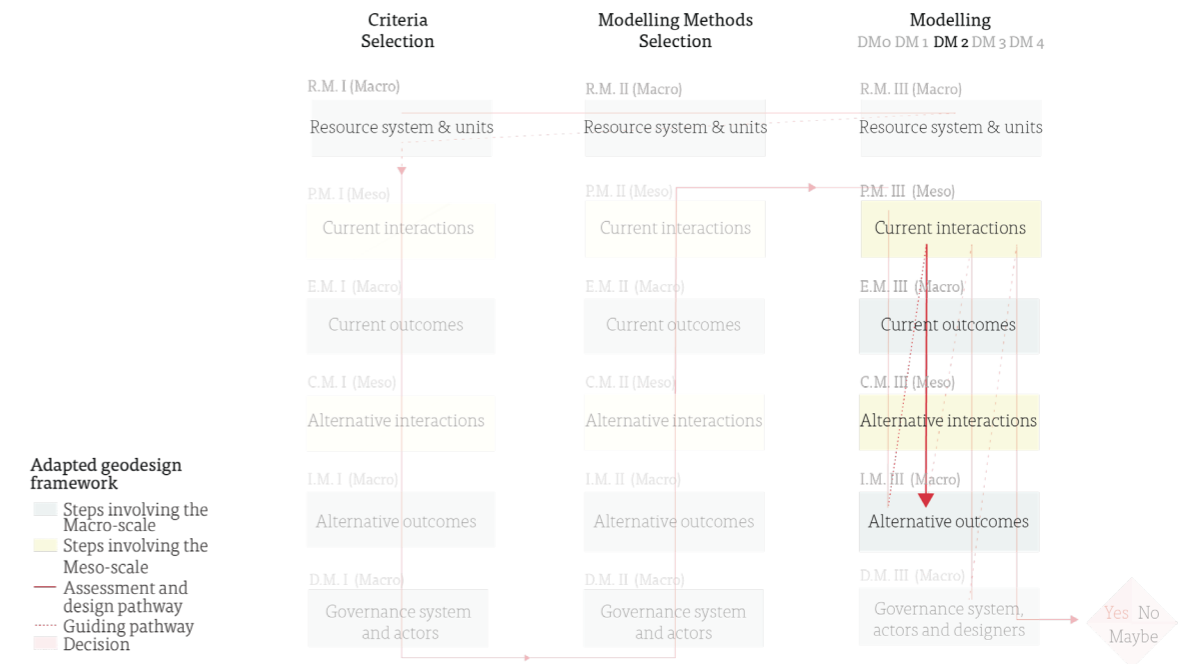 Criteria
Selection
Modelling Methods
Selection
Modelling
DM0 DM 1 DM 2 DM 3 DM 4
R.M. I (Macro)
Resource system & units
R.M. II (Macro)
Resource system & units
R.M. III (Macro)
Resource system & units
P.M. I (Meso)
Current interactions
P.M. II (Meso)
Current interactions
P.M. III (Meso)
Current interactions
E.M. I (Macro)
Current outcomes
E.M. II (Macro)
Current outcomes
E.M. III (Macro)
Current outcomes
C.M. I (Meso)
Alternative interactions
C.M. II (Meso)
Alternative interactions
C.M. III (Meso)
Alternative interactions
I.M. I (Macro)
Alternative outcomes
I.M. II (Macro)
Alternative outcomes
I.M. III (Macro)
Alternative outcomes
D.M. I (Macro)
Governance system
and actors
D.M. II (Macro)
Governance system
and actors
D.M. III (Macro)
Governance system,
actors and designers
Yes No
Maybe
Adapted geodesign
framework
Steps involving the
Macro-scale
Steps involving the
Meso-scale
Assessment and
design pathway
Guiding pathway
Decision